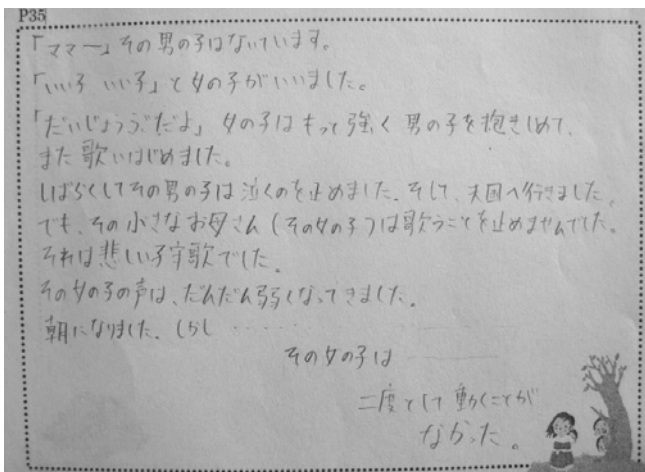 P35
「ママ〜」その男の子はないています。
「いい子 いい子」と女の子がいいました。
「だいじょうぶだよ」 女の子はもっと強く 男の子を抱きしめて、
また 歌いはじめました。
しばらくしてその男の子は 泣くのを止めました。そして、天国へ行きました。
でも、その小さなお母さん(その女の子)は歌うことを止めませんでした。
それは悲しい子守歌でした。
その女の子の声は、だんだん弱くなってきました。
朝になりました。しかし ‥‥‥
その女の子は ―――
二度として動くことが
なかった。